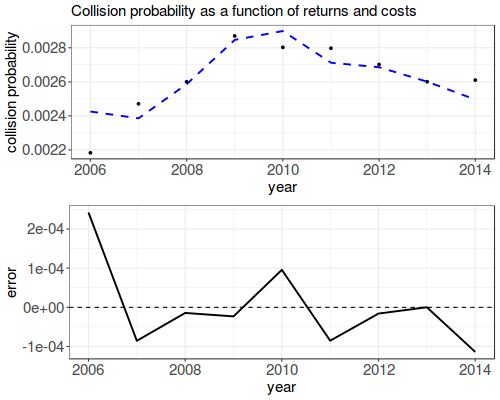 Collision probability as a function of returns and costs
collision probability
0.0028
0.0026
0.0024
0.0022
2006 2008 2010 2012 2014
year
error
2e-04
1e-04
0e+00
-1e-04
2006 2008 2010 2012 2014
year